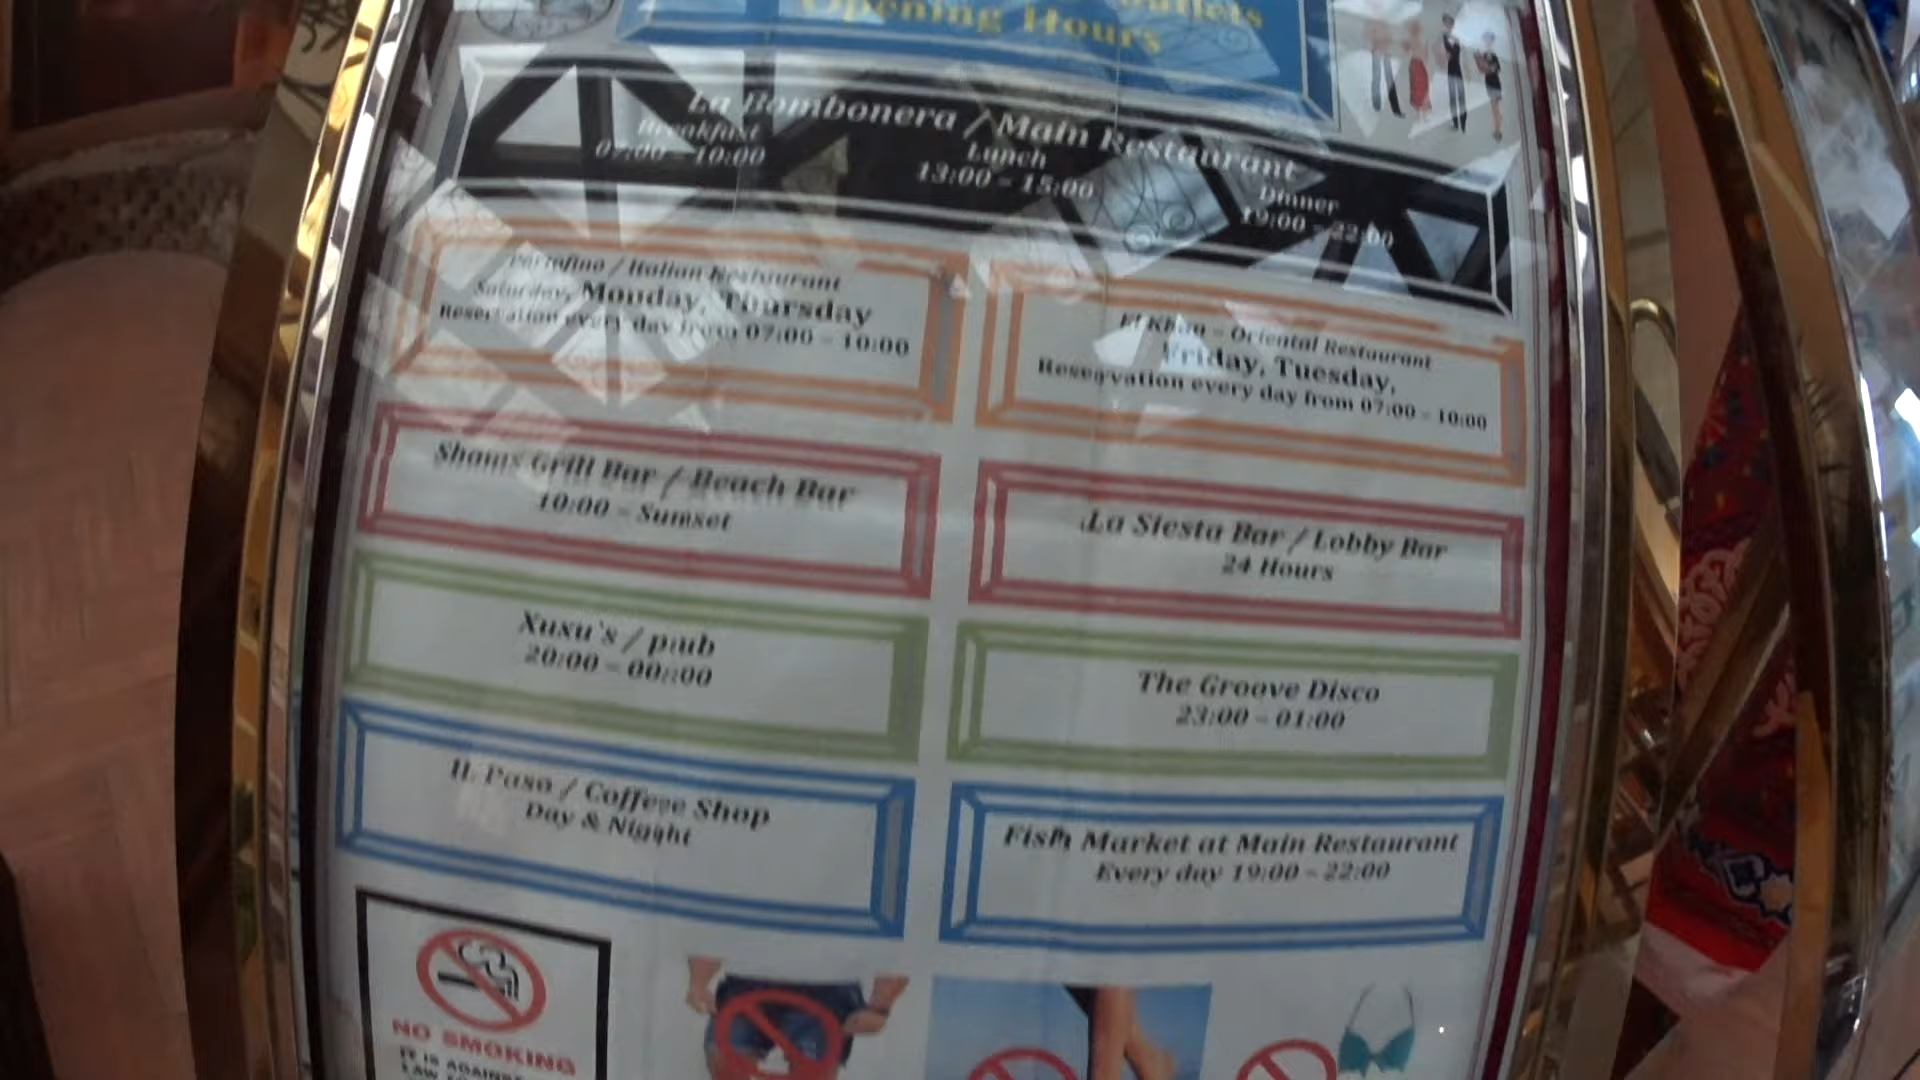 outlets
Opening Hours
La Bombonera / Main Restaurant
Breakfast
07:00 - 10:00
Lunch
13:00 - 15:00
Dinner
19:00 - 22:00
Portofino / Italian Restaurant
Saturday, Monday, Thursday
Reservation every day from 07:00 - 10:00
El Khan - Oriental Restaurant
Friday, Tuesday,
Reservation every day from 07:00 - 10:00
Shams Grill Bar / Beach Bar
10:00 - Sunset
La Siesta Bar / Lobby Bar
24 Hours
Xuxu`s / pub
20:00 - 00:00
The Groove Disco
23:00 - 01:00
IL Paso / Coffee Shop
Day & Night
Fish Market at Main Restaurant
Every day 19:00 - 22:00
NO SMOKING
IT IS AGAINST
LAW